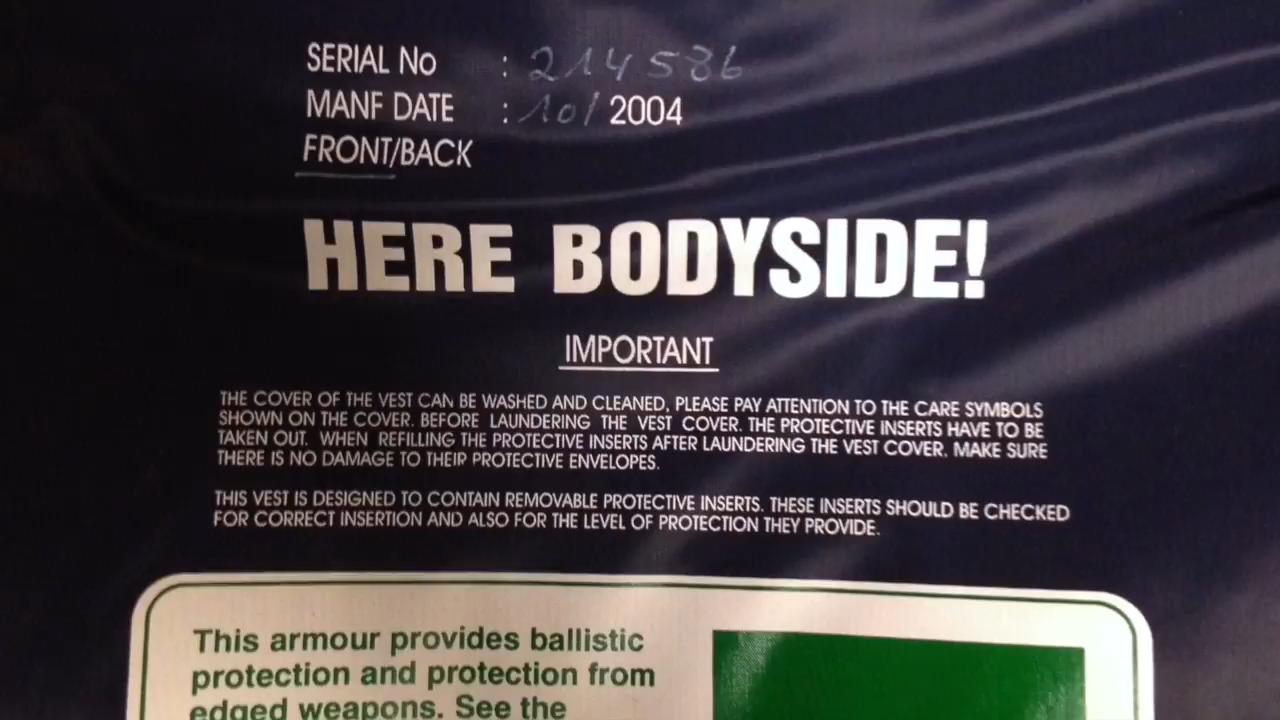 SERIAL No : 214586
MANF DATE : 10/ 2004
FRONT/BACK
HERE BODYSIDE!
IMPORTANT
THE COVER OF THE VEST CAN BE WASHED AND CLEANED, PLEASE PAY ATTENTION TO THE CARE SYMBOLS
SHOWN ON THE COVER. BEFORE LAUNDERING THE VEST COVER. THE PROTECTIVE INSERTS HAVE TO BE
TAKEN OUT. WHEN REFILLING THE PROTECTIVE INSERTS AFTER LAUNDERING THE VEST COVER. MAKE SURE
THERE IS NO DAMAGE TO THEIR PROTECTIVE ENVELOPES.
THIS VEST IS DESIGNED TO CONTAIN REMOVABLE PROTECTIVE INSERTS. THESE INSERTS SHOULD BE CHECKED
FOR CORRECT INSERTION AND ALSO FOR THE LEVEL OF PROTECTION THEY PROVIDE.
This armour provides ballistic
protection and protection from
edged weapons. See the